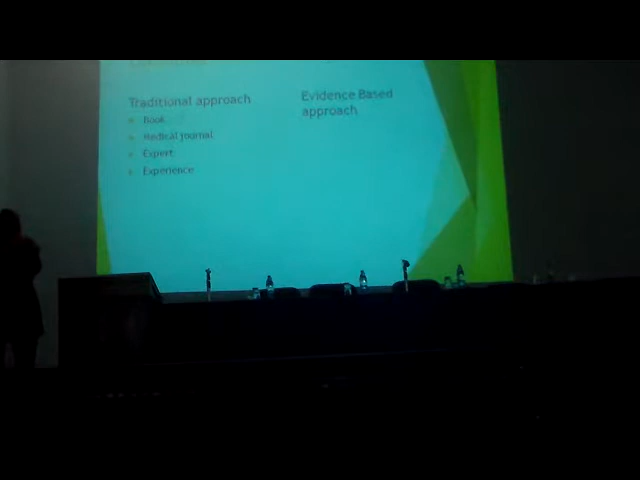 Traditional approach
Book
Medical journal
Expert
Experience
Evidence Based
approach